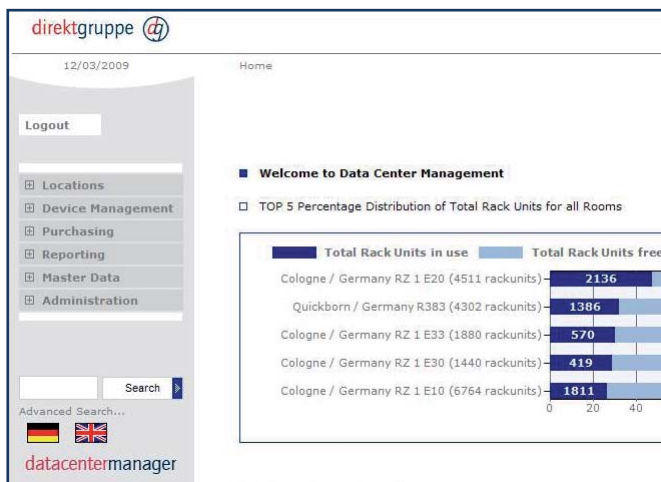 direktgruppe dg
12/03/2009
Home
Logout
Locations
Device Management
Purchasing
Reporting
Master Data
Administration
Search
Advanced Search...
datacentermanager
Welcome to Data Center Management
TOP 5 Percentage Distribution of Total Rack Units for all Rooms
Total Rack Units in use Total Rack Units free
Cologne / Germany RZ 1 E20 (4511 rackunits) 2136
Quickborn / Germany R383 (4302 rackunits) 1386
Cologne / Germany RZ 1 E33 (1880 rackunits) 570
Cologne / Germany RZ 1 E30 (1440 rackunits) 419
Cologne / Germany RZ 1 E10 (6764 rackunits) 1811
0 20 40